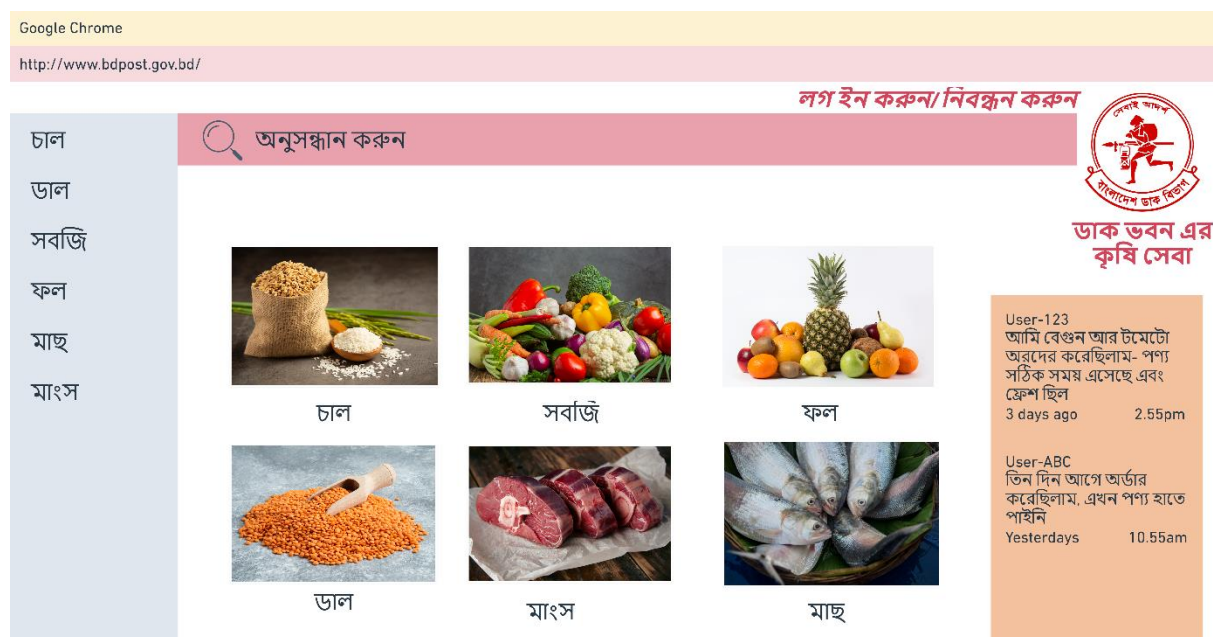 Google Chrome
http://www.bdpost.gov.bd/
লগ ইন করুন/ নিবন্ধন করুন
চাল
ডাল
সবজি
ফল
মাছ
মাংস
অনুসন্ধান করুন
সেবাই আদর্শ
বাংলাদেশ ডাক বিভাগ
ডাক ভবন এর
কৃষি সেবা
চাল
সবজি
ফল
ডাল
মাংস
মাছ
User-123
আমি বেগুন আর টমেটো
অরদের করেছিলাম- পণ্য
সঠিক সময় এসেছে এবং
ফ্রেশ ছিল
3 days ago 2.55pm
User-ABC
তিন দিন আগে অর্ডার
করেছিলাম, এখন পণ্য হাতে
পাইনি
Yesterdays 10.55am